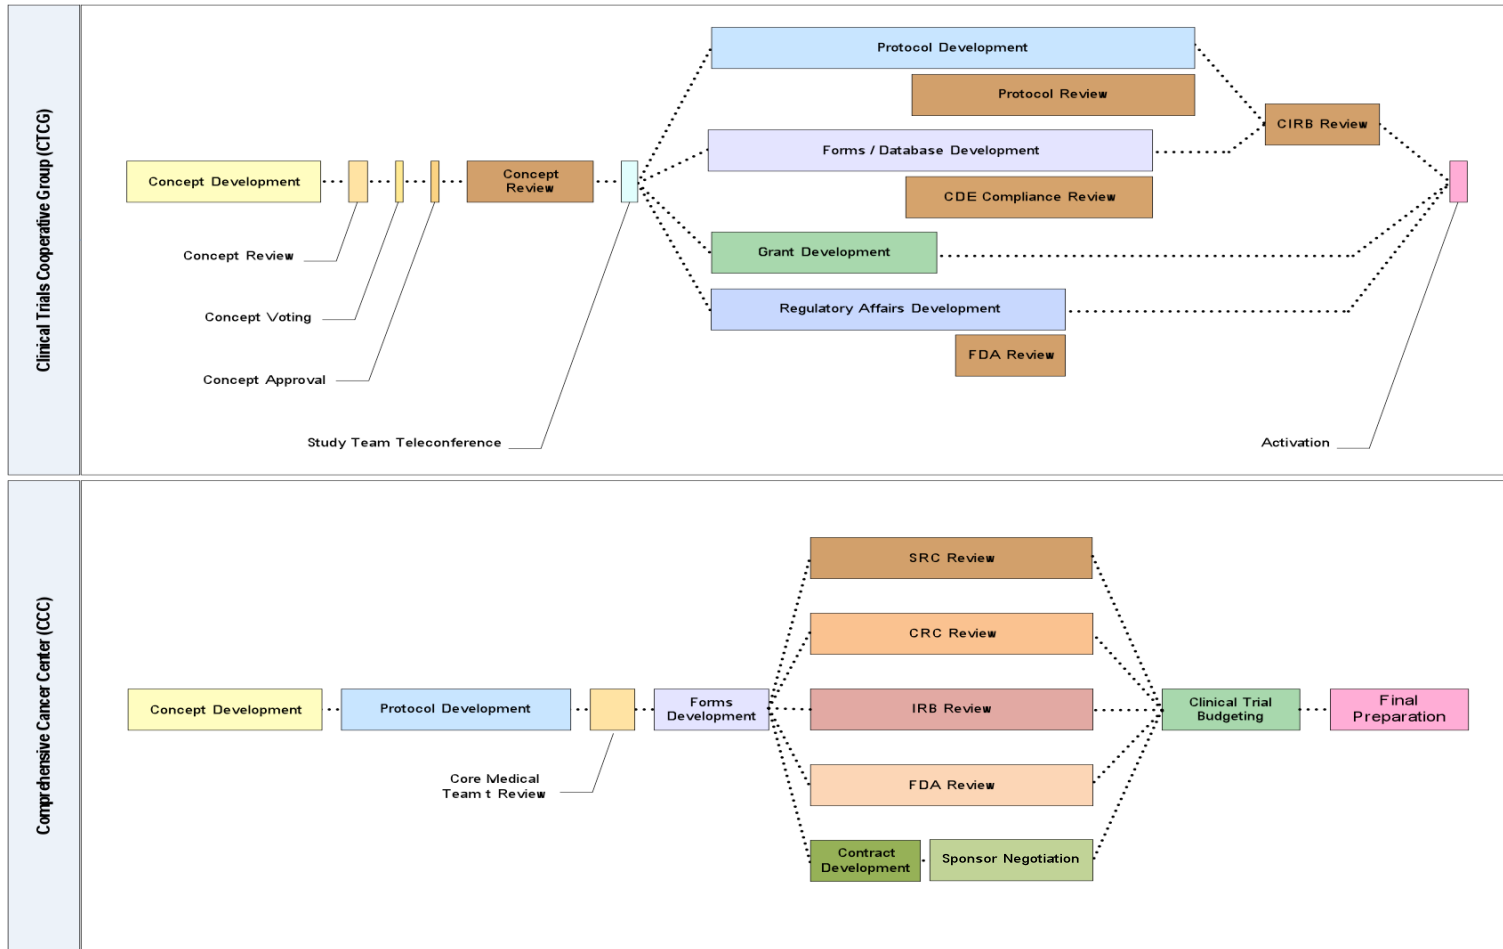 Clinical Trials Cooperative Group (CTCG)
Protocol Development
Protocol Review
CIRB Review
Forms / Database Development
Concept Development
Concept
Review
CDE Compliance Review
Concept Review
Grant Development
Concept Voting
Regulatory Affairs Development
FDA Review
Concept Approval
Study Team Teleconference
Activation
Comprehensive Cancer Center (CCC)
SRC Review
CRC Review
Concept Development
Protocol Development
Forms
Development
IRB Review
Clinical Trial
Budgeting
Final
Preparation
Core Medical
Team t Review
FDA Review
Contract
Development
Sponsor Negotiation